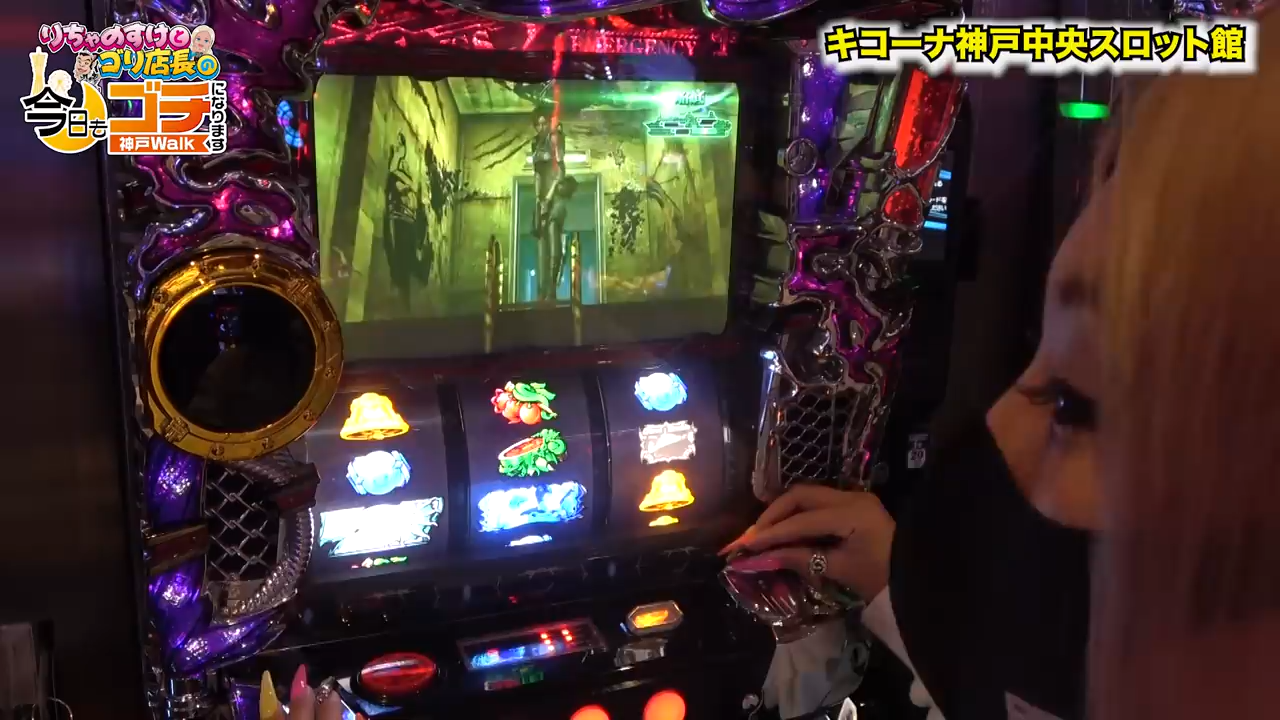 りちゃめすけと
ゴリ店長の
今日もゴチになります
神戸Walk
キコーナ神戸中央スロット館
EMERGENCY